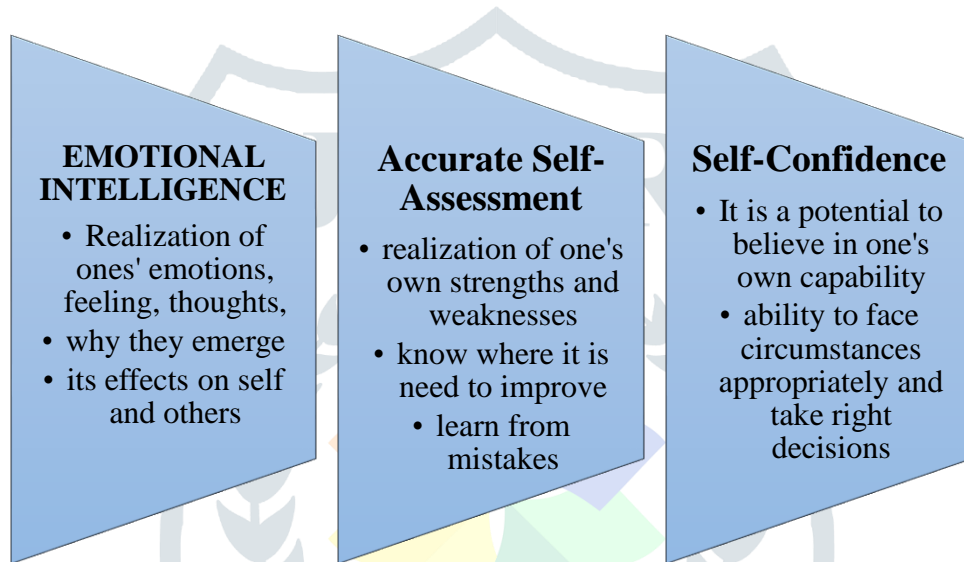 EMOTIONAL
INTELLIGENCE
• Realization of
ones' emotions,
feeling, thoughts,
• why they emerge
• its effects on self
and others
Accurate Self-
Assessment
• realization of one's
own strengths and
weaknesses
• know where it is
need to improve
• learn from
mistakes
Self-Confidence
• It is a potential to
believe in one's
own capability
• ability to face
circumstances
appropriately and
take right
decisions